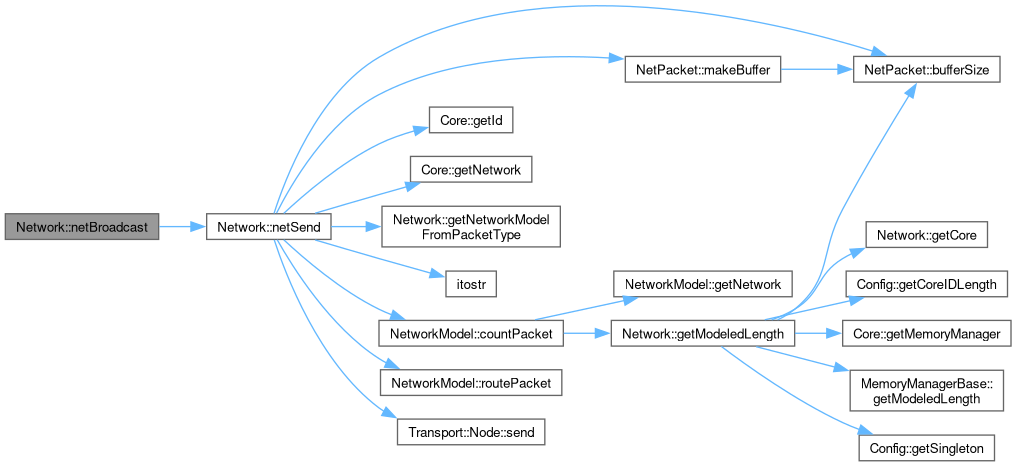 Network::netBroadcast
Network::netSend
NetPacket::bufferSize
NetPacket::makeBuffer
Core::getId
Core::getNetwork
Network::getNetworkModel
FromPacketType
itostr
NetworkModel::countPacket
NetworkModel::getNetwork
Network::getModeledLength
Network::getCore
Config::getCoreIDLength
Core::getMemoryManager
MemoryManagerBase::
getModeledLength
Config::getSingleton
NetworkModel::routePacket
Transport::Node::send